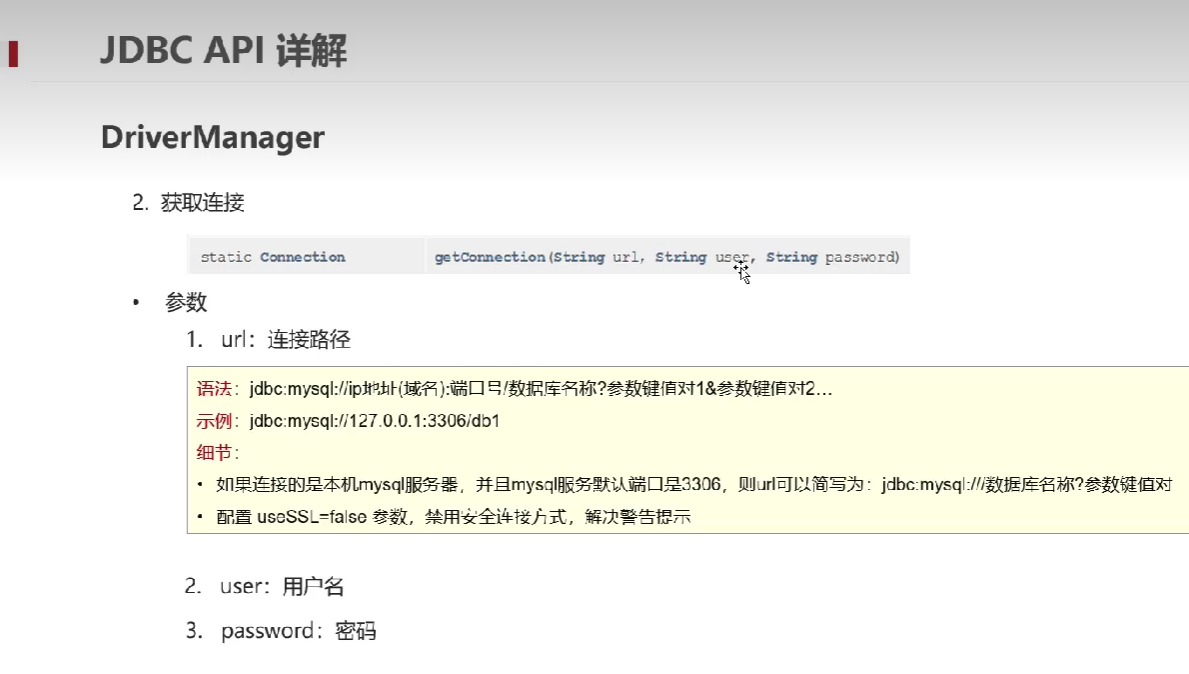 JDBC API 详解
DriverManager
2. 获取连接
static Connection getConnection(String url, String user, String password)
• 参数
1. url：连接路径
语法：jdbc:mysql://ip地址(域名):端口号/数据库名称?参数键值对1&参数键值对2…
示例：jdbc:mysql://127.0.0.1:3306/db1
细节：
• 如果连接的是本机mysql服务器，并且mysql服务默认端口是3306，则url可以简写为：jdbc:mysql:///数据库名称?参数键值对
• 配置 useSSL=false 参数，禁用安全连接方式，解决警告提示
2. user：用户名
3. password：密码